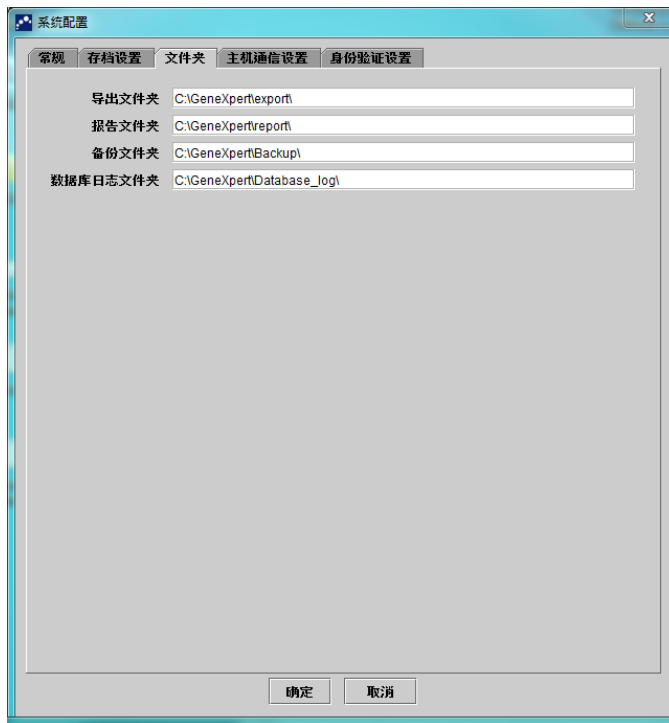 系统配置
常规 存档设置 文件夹 主机通信设置 身份验证设置
导出文件夹 C:\GeneXpert\export\
报告文件夹 C:\GeneXpert\report\
备份文件夹 C:\GeneXpert\Backup\
数据库日志文件夹 C:\GeneXpert\Database_log\
确定 取消